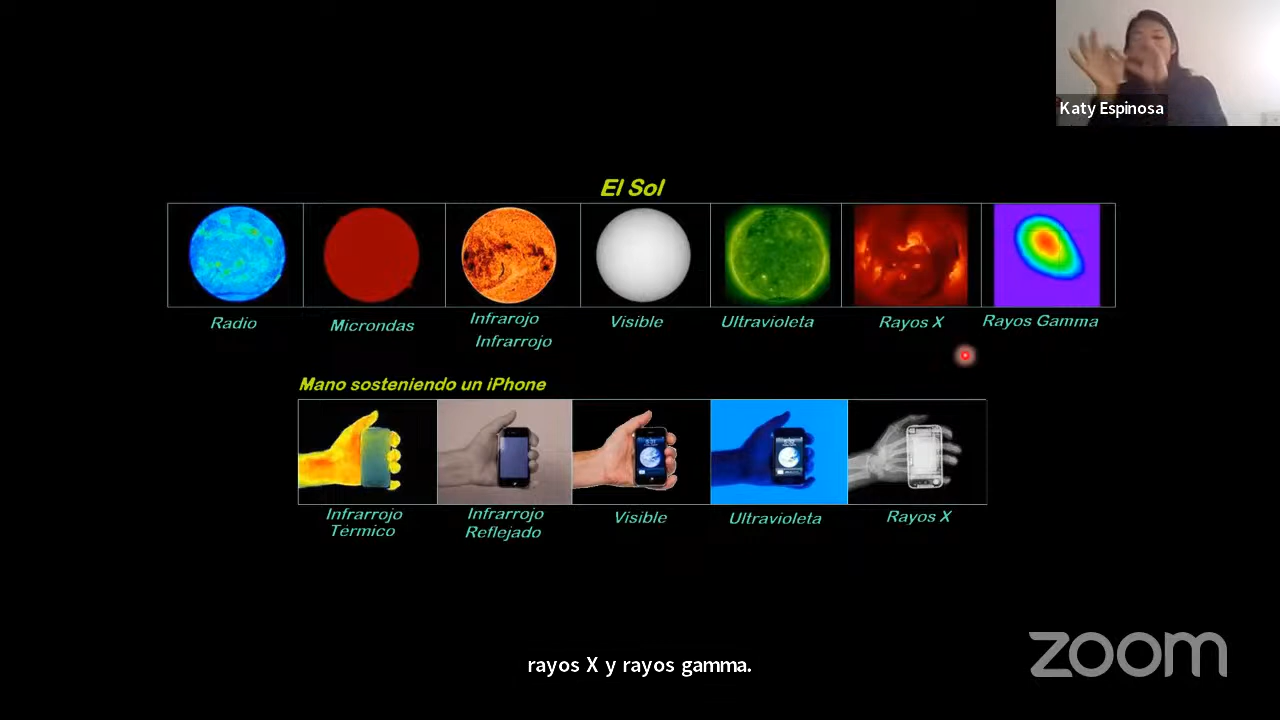 Katy Espinosa
El Sol
Radio
Microndas
Infrarojo
Infrarrojo
Visible
Ultravioleta
Rayos X
Rayos Gamma
Mano sosteniendo un iPhone
Infrarrojo
Térmico
Infrarrojo
Reflejado
Visible
Ultravioleta
Rayos X
rayos X y rayos gamma.
zoom